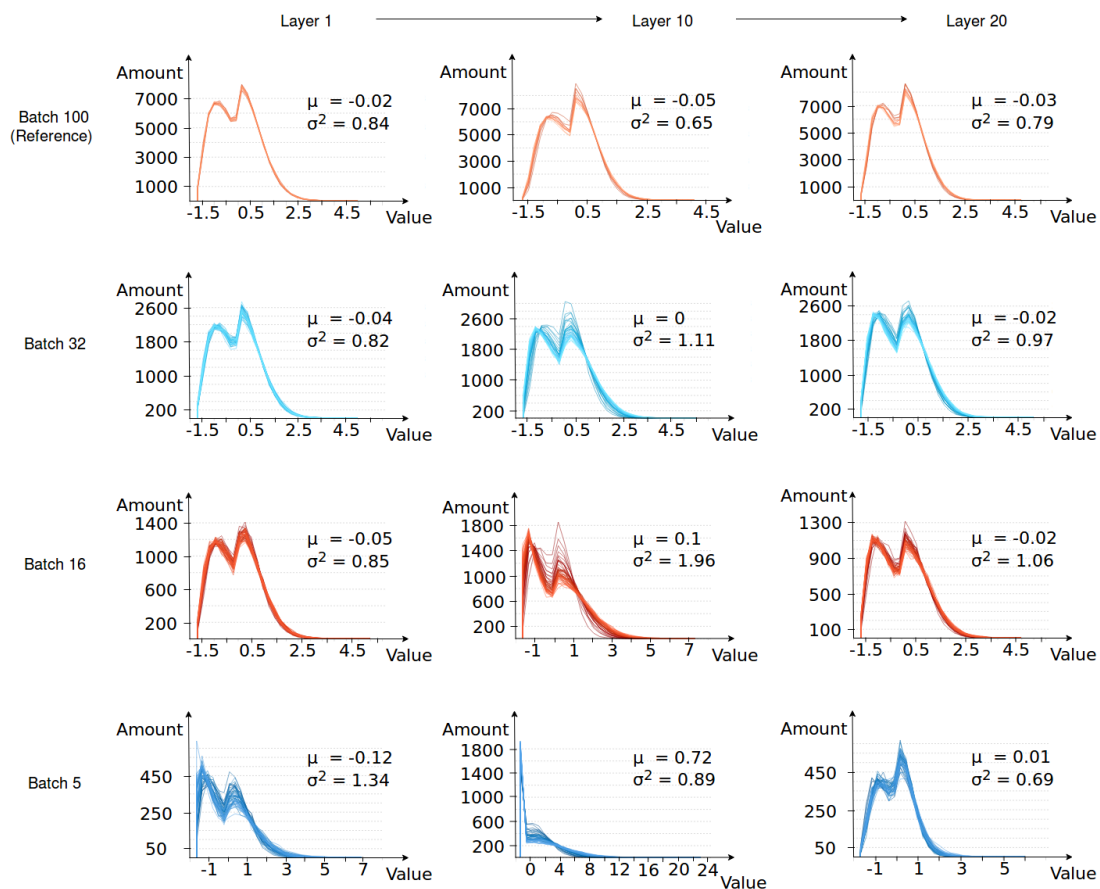 Layer 1
Layer 10
Layer 20
Batch 100
(Reference)
Amount
7000
5000
3000
1000
-1.5 0.5 2.5 4.5
Value
μ = -0.02
σ² = 0.84
Amount
7000
5000
3000
1000
-1.5 0.5 2.5 4.5
Value
μ = -0.05
σ² = 0.65
Amount
7000
5000
3000
1000
-1.5 0.5 2.5 4.5
Value
μ = -0.03
σ² = 0.79
Batch 32
Amount
2600
1800
1000
200
-1.5 0.5 2.5 4.5
Value
μ = -0.04
σ² = 0.82
Amount
2600
1800
1000
200
-1.5 0.5 2.5 4.5
Value
μ = 0
σ² = 1.11
Amount
2600
1800
1000
200
-1.5 0.5 2.5 4.5
Value
μ = -0.02
σ² = 0.97
Batch 16
Amount
1400
1000
600
200
-1.5 0.5 2.5 4.5
Value
μ = -0.05
σ² = 0.85
Amount
1800
1400
1000
600
200
-1 1 3 5 7
Value
μ = 0.1
σ² = 1.96
Amount
1300
900
500
100
-1.5 0.5 2.5 4.5
Value
μ = -0.02
σ² = 1.06
Batch 5
Amount
450
250
50
-1 1 3 5 7
Value
μ = -0.12
σ² = 1.34
Amount
1800
1400
1000
600
200
0 4 8 12 16 20 24
Value
μ = 0.72
σ² = 0.89
Amount
450
250
50
-1 1 3 5
Value
μ = 0.01
σ² = 0.69